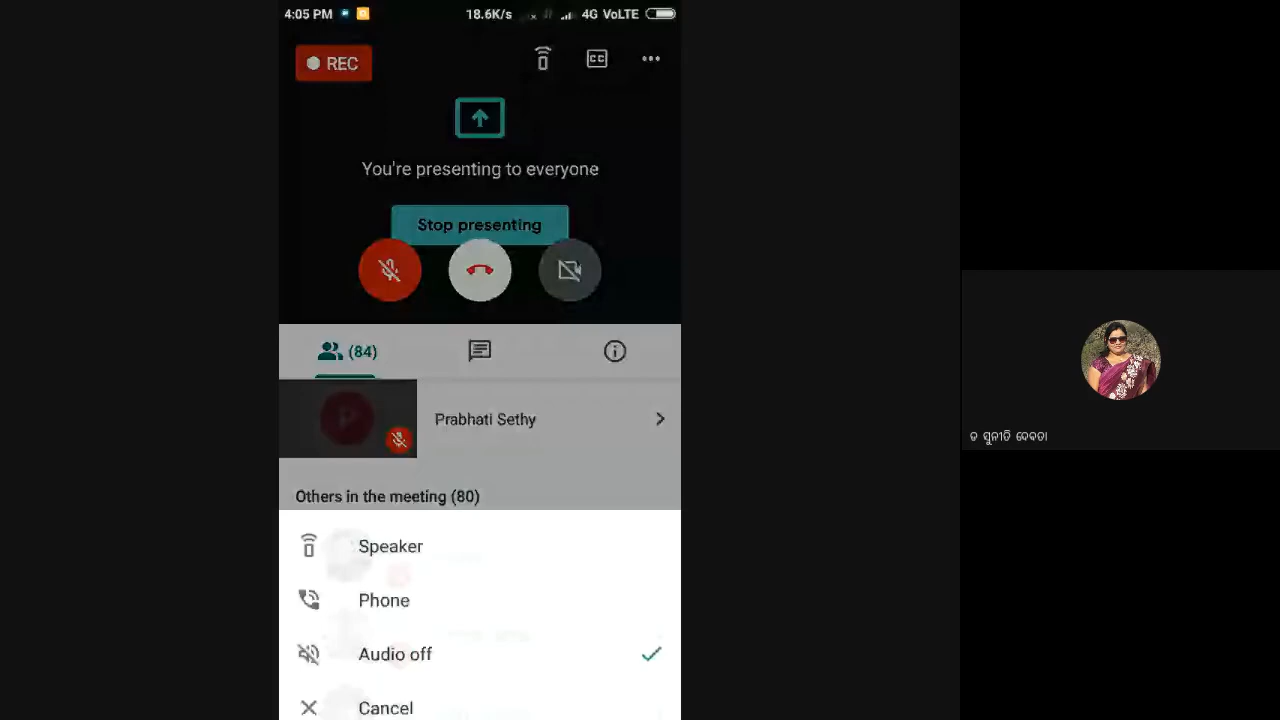 4:05 PM 18.6K/s 4G VoLTE
REC CC
You're presenting to everyone
Stop presenting
(84)
P Prabhati Sethy
Others in the meeting (80)
Speaker
Phone
Audio off
Cancel
ଡ ସୁନୀତି ଦେବତା